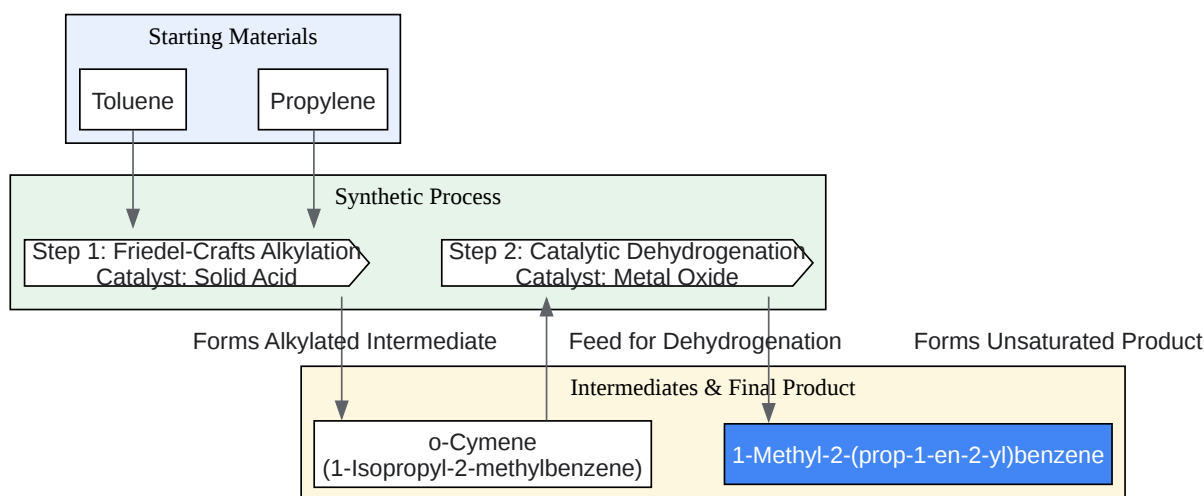 Starting Materials
Toluene
Propylene
Synthetic Process
Step 1: Friedel-Crafts Alkylation
Catalyst: Solid Acid
Step 2: Catalytic Dehydrogenation
Catalyst: Metal Oxide
Forms Alkylated Intermediate
Feed for Dehydrogenation
Forms Unsaturated Product
Intermediates & Final Product
o-Cymene
(1-Isopropyl-2-methylbenzene)
1-Methyl-2-(prop-1-en-2-yl)benzene